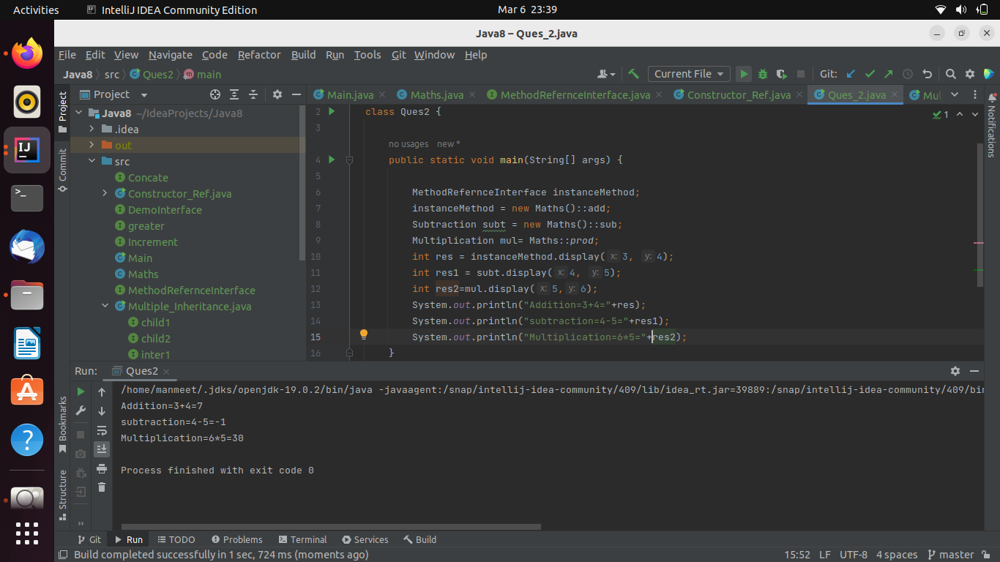 Activities
IntelliJ IDEA Community Edition
Mar 6 23:39
Java8 – Ques_2.java
File Edit View Navigate Code Refactor Build Run Tools Git Window Help
Java8 src Ques2 main
Current File
Git:
Project
Main.java
Maths.java
MethodRefernceInterface.java
Constructor_Ref.java
Ques_2.java
Mul
Project
Commit
Bookmarks
Structure
Notifications
Java8 ~/IdeaProjects/Java8
.idea
out
src
Concate
Constructor_Ref.java
DemoInterface
greater
Increment
Main
Maths
MethodRefernceInterface
Multiple_Inheritance.java
child1
child2
inter1
1
2 class Ques2 {
3
no usages new *
4 public static void main(String[] args) {
5
6 MethodRefernceInterface instanceMethod;
7 instanceMethod = new Maths()::add;
8 Subtraction subt = new Maths()::sub;
9 Multiplication mul= Maths::prod;
10 int res = instanceMethod.display( x: 3, y: 4);
11 int res1 = subt.display( x: 4, y: 5);
12 int res2=mul.display( x: 5, y: 6);
13 System.out.println("Addition=3+4="+res);
14 System.out.println("subtraction=4-5="+res1);
15 System.out.println("Multiplication=6*5="+res2);
16 }
Run: Ques2
/home/manmeet/.jdks/openjdk-19.0.2/bin/java -javaagent:/snap/intellij-idea-community/409/lib/idea_rt.jar=39889:/snap/intellij-idea-community/409/bin
Addition=3+4=7
subtraction=4-5=-1
Multiplication=6*5=30
Process finished with exit code 0
Git Run TODO Problems Terminal Services Build
Build completed successfully in 1 sec, 724 ms (moments ago)
15:52 LF UTF-8 4 spaces master